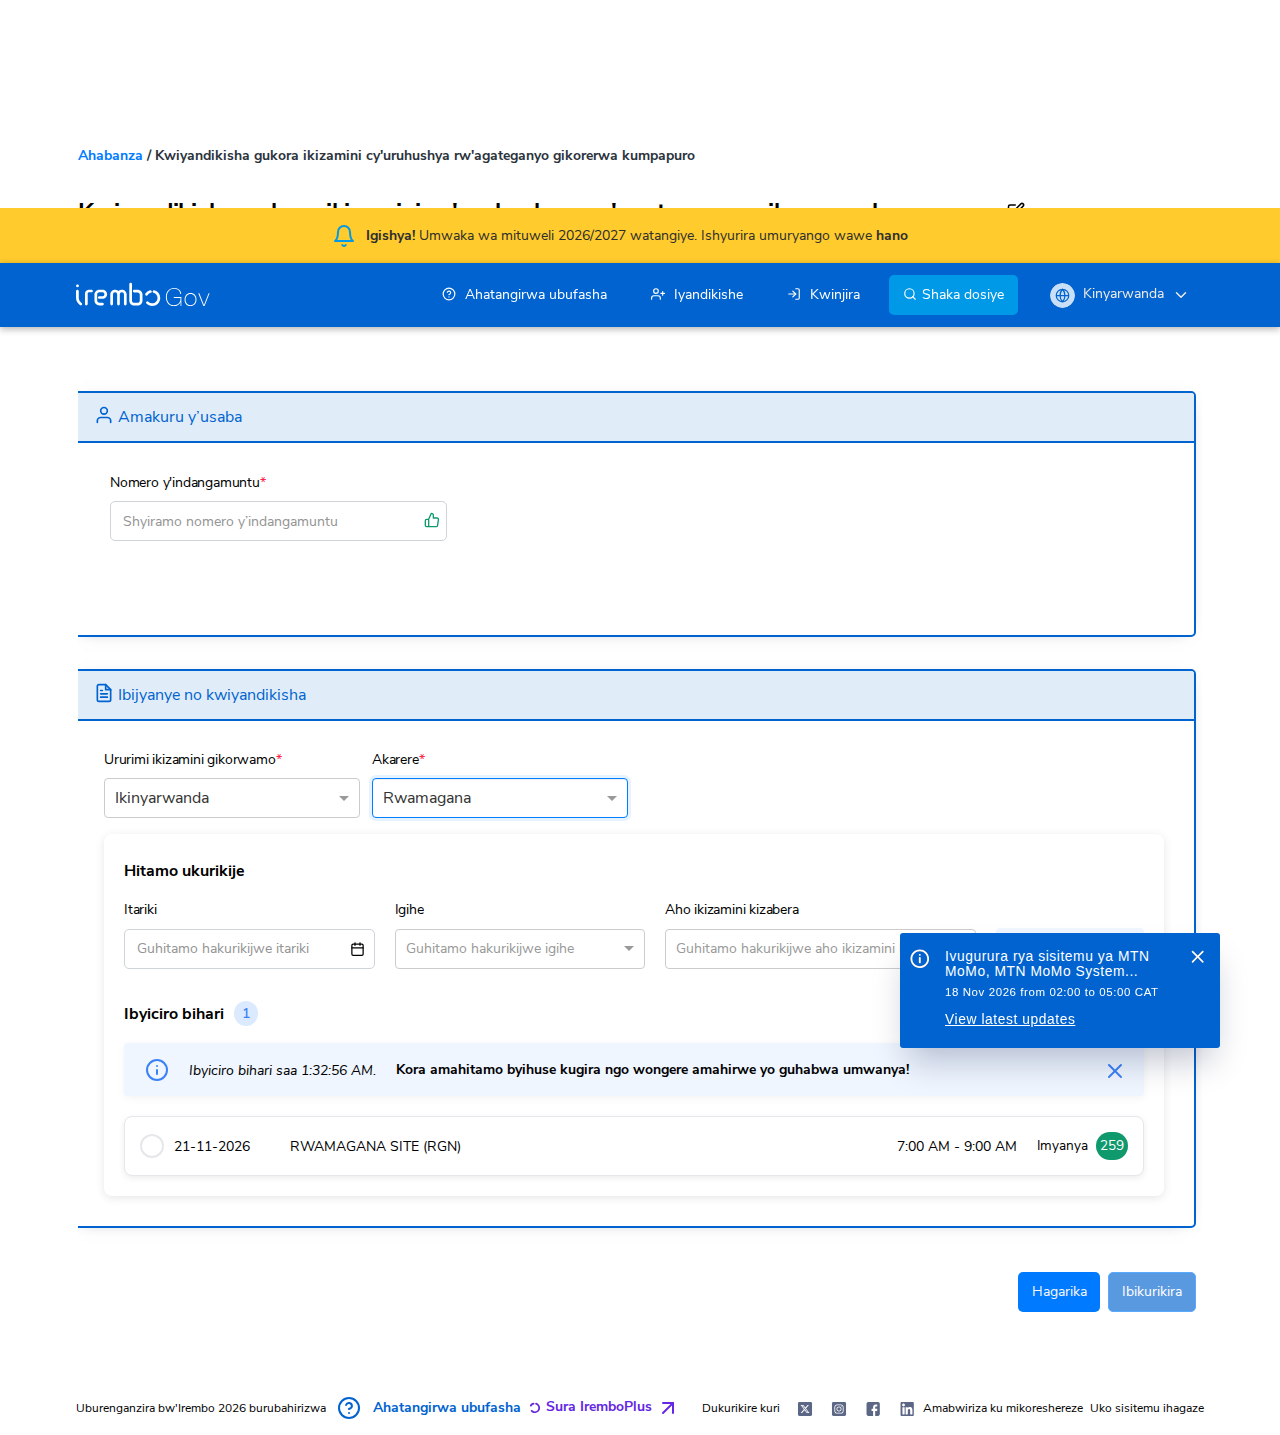 Ahabanza / Kwiyandikisha gukora ikizamini cy'uruhushya rw'agateganyo gikorerwa kumpapuro
Igishya! Umwaka wa mituweli 2026/2027 watangiye. Ishyurira umuryango wawe hano
irembo Gov
Ahatangirwa ubufasha
Iyandikishe
Kwinjira
Shaka dosiye
Kinyarwanda
Amakuru y’usaba
Nomero y'indangamuntu*
Shyiramo nomero y’indangamuntu
Ibijyanye no kwiyandikisha
Ururimi ikizamini gikorwamo* Akarere*
Ikinyarwanda Rwamagana
Hitamo ukurikije
Itariki Igihe Aho ikizamini kizabera
Guhitamo hakurikijwe itariki Guhitamo hakurikijwe igihe Guhitamo hakurikijwe aho ikizamini
Ivugurura rya sisitemu ya MTN
MoMo, MTN MoMo System...
18 Nov 2026 from 02:00 to 05:00 CAT
View latest updates
Ibyiciro bihari 1
Ibyiciro bihari saa 1:32:56 AM. Kora amahitamo byihuse kugira ngo wongere amahirwe yo guhabwa umwanya!
21-11-2026 RWAMAGANA SITE (RGN) 7:00 AM - 9:00 AM Imyanya 259
Hagarika Ibikurikira
Uburenganzira bw'Irembo 2026 burubahirizwa Ahatangirwa ubufasha Sura IremboPlus Dukurikire kuri Amabwiriza ku mikoreshereze Uko sisitemu ihagaze